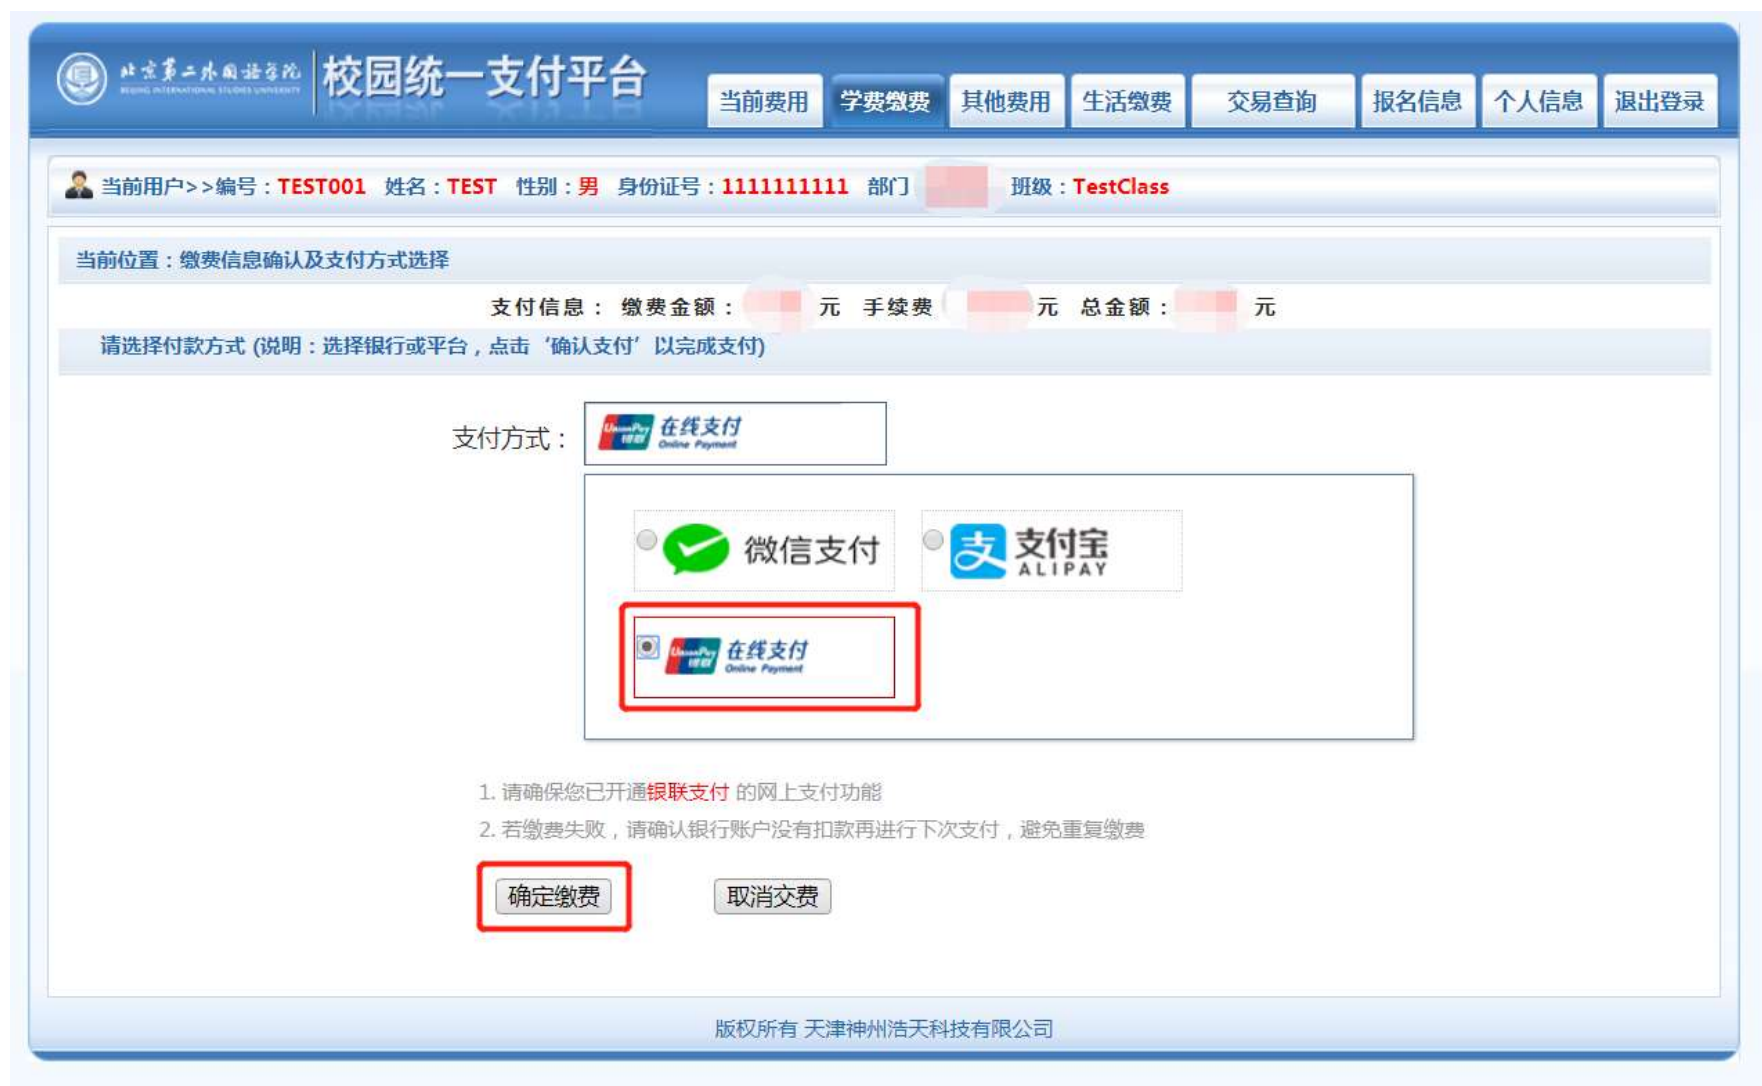 北京第二外国语学院 校园统一支付平台
BEIJING INTERNATIONAL STUDIES UNIVERSITY
当前费用 学费缴费 其他费用 生活缴费 交易查询 报名信息 个人信息 退出登录
当前用户>>编号：TEST001 姓名：TEST 性别：男 身份证号：1111111111 部门 班级：TestClass
当前位置：缴费信息确认及支付方式选择
支付信息： 缴费金额： 元 手续费 元 总金额： 元
请选择付款方式 (说明：选择银行或平台，点击‘确认支付’以完成支付)
支付方式： UnionPay 银联 在线支付 Online Payment
微信支付 支付宝 ALIPAY
UnionPay 银联 在线支付 Online Payment
1. 请确保您已开通银联支付 的网上支付功能
2. 若缴费失败，请确认银行账户没有扣款再进行下次支付，避免重复缴费
确定缴费 取消交费
版权所有 天津神州浩天科技有限公司